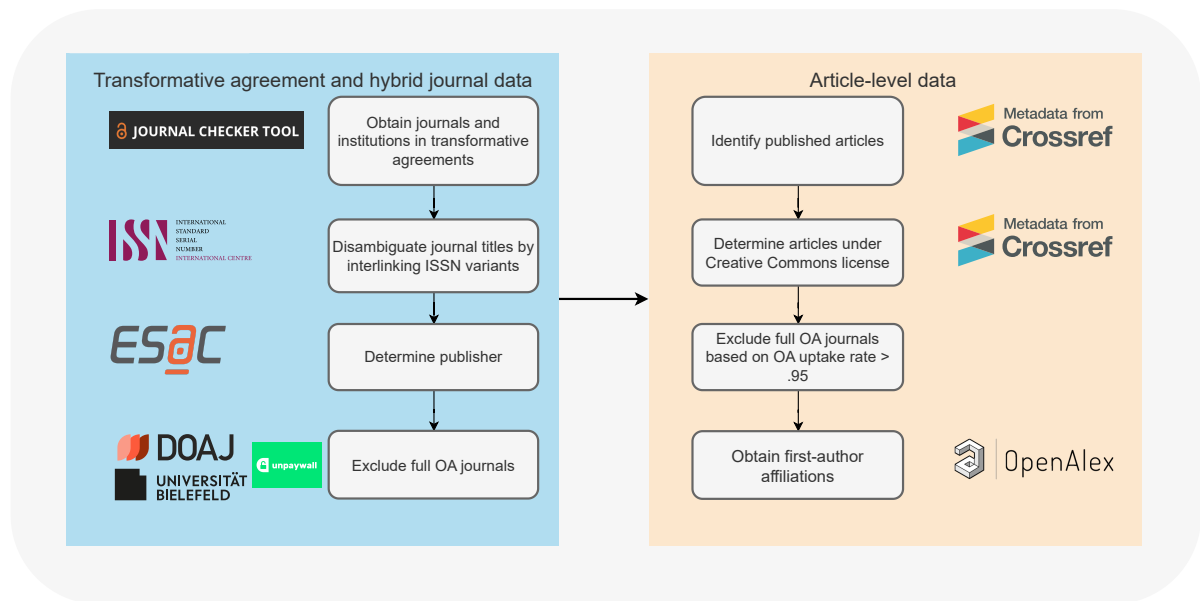 Transformative agreement and hybrid journal data
JOURNAL CHECKER TOOL
Obtain journals and
institutions in transformative
agreements
ISSN
INTERNATIONAL
STANDARD
SERIAL
NUMBER
INTERNATIONAL CENTRE
Disambiguate journal titles by
interlinking ISSN variants
ESAC
Determine publisher
DOAJ
UNIVERSITÄT
BIELEFELD
unpaywall
Exclude full OA journals
Article-level data
Identify published articles
Metadata from
Crossref
Determine articles under
Creative Commons license
Metadata from
Crossref
Exclude full OA journals
based on OA uptake rate >
.95
Obtain first-author
affiliations
OpenAlex